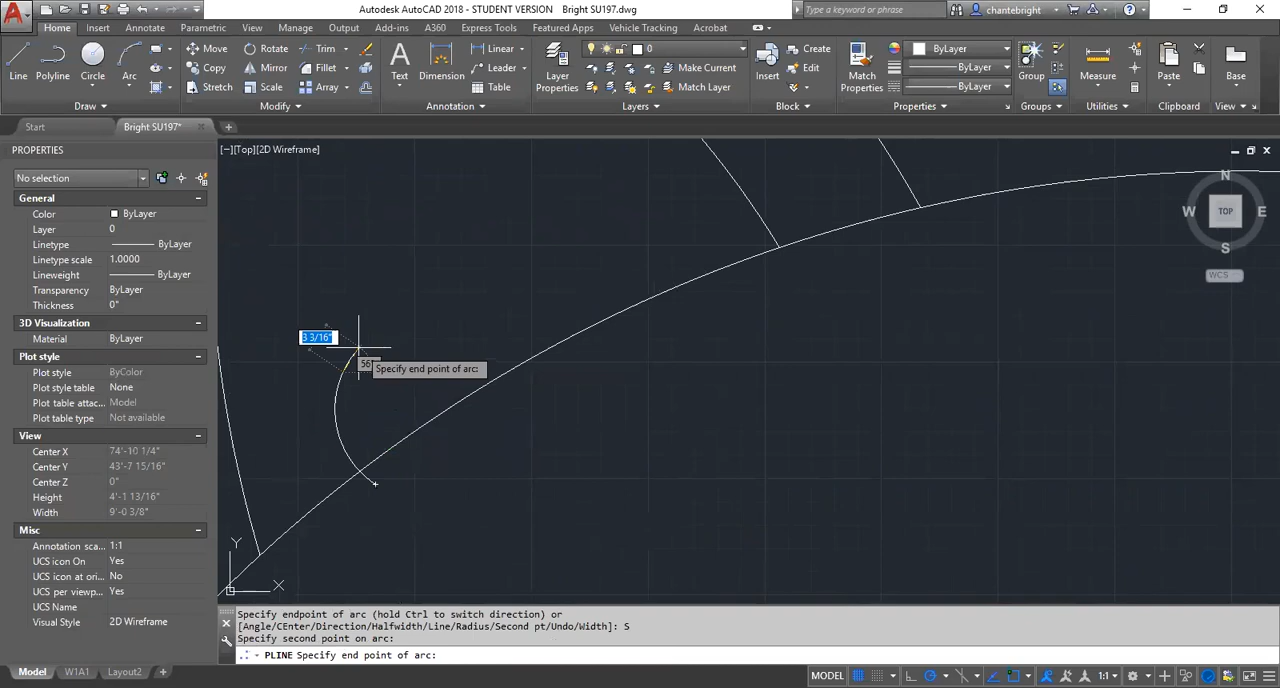 Autodesk AutoCAD 2018 - STUDENT VERSION Bright SU197.dwg
Type a keyword or phrase
chantebright
Home Insert Annotate Parametric View Manage Output Add-ins A360 Express Tools Featured Apps Vehicle Tracking Acrobat
Move Rotate Trim Linear 0 Create ByLayer
Line Polyline Circle Arc Copy Mirror Fillet Text Dimension Leader Layer Properties Make Current Insert Edit Match Properties ByLayer Group Measure Paste Base
Stretch Scale Array Table Match Layer ByLayer
Draw Modify Annotation Layers Block Properties Groups Utilities Clipboard View
Start Bright SU197*
PROPERTIES
[−][Top][2D Wireframe]
No selection
General
Color ByLayer
Layer 0
Linetype ByLayer
Linetype scale 1.0000
Lineweight ByLayer
Transparency ByLayer
Thickness 0"
3D Visualization
Material ByLayer
Plot style
Plot style ByColor
Plot style table None
Plot table attac... Model
Plot table type Not available
View
Center X 74'-10 1/4"
Center Y 43'-7 15/16"
Center Z 0"
Height 4'-1 13/16"
Width 9'-0 3/8"
Misc
Annotation sca... 1:1
UCS icon On Yes
UCS icon at ori... No
UCS per viewp... Yes
UCS Name
Visual Style 2D Wireframe
N
W TOP E
S
WCS
3 3/16"
56
Specify end point of arc:
Y
X
Specify endpoint of arc (hold Ctrl to switch direction) or
[Angle/CEnter/Direction/Halfwidth/Line/Radius/Second pt/Undo/Width]: S
Specify second point on arc:
PLINE Specify end point of arc:
Model W1A1 Layout2
MODEL 1:1